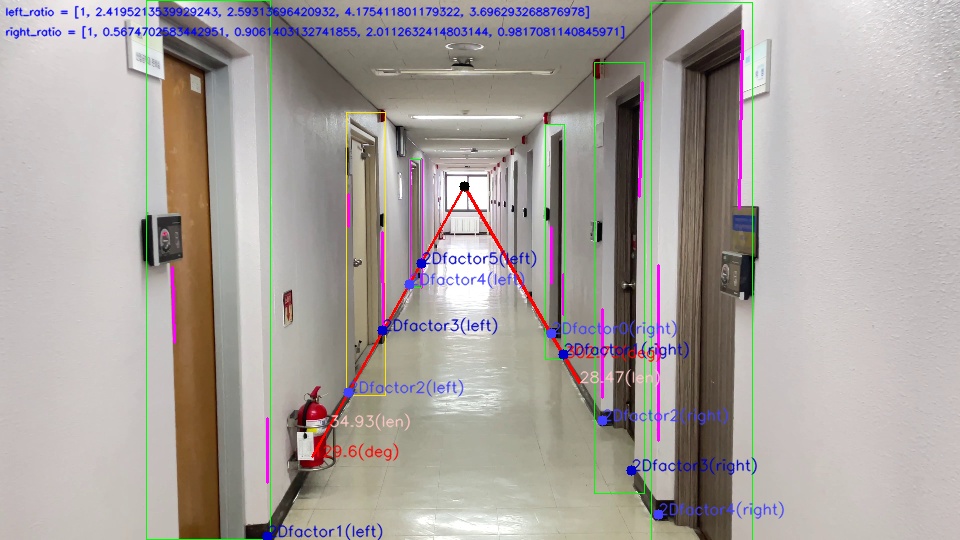 left_ratio = [1, 2.4195213539929243, 2.59313696420932, 4.175411801179322, 3.696293268876978]
right_ratio = [1, 0.5674702583442951, 0.9061403132741855, 2.0112632414803144, 0.9817081140845971]
2Dfactor5(left)
2Dfactor4(left)
2Dfactor3(left)
2Dfactor0(right)
2Dfactor1(right)
28.47(len)
2Dfactor2(left)
2Dfactor2(right)
34.93(len)
29.6(deg)
2Dfactor3(right)
2Dfactor4(right)
2Dfactor1(left)